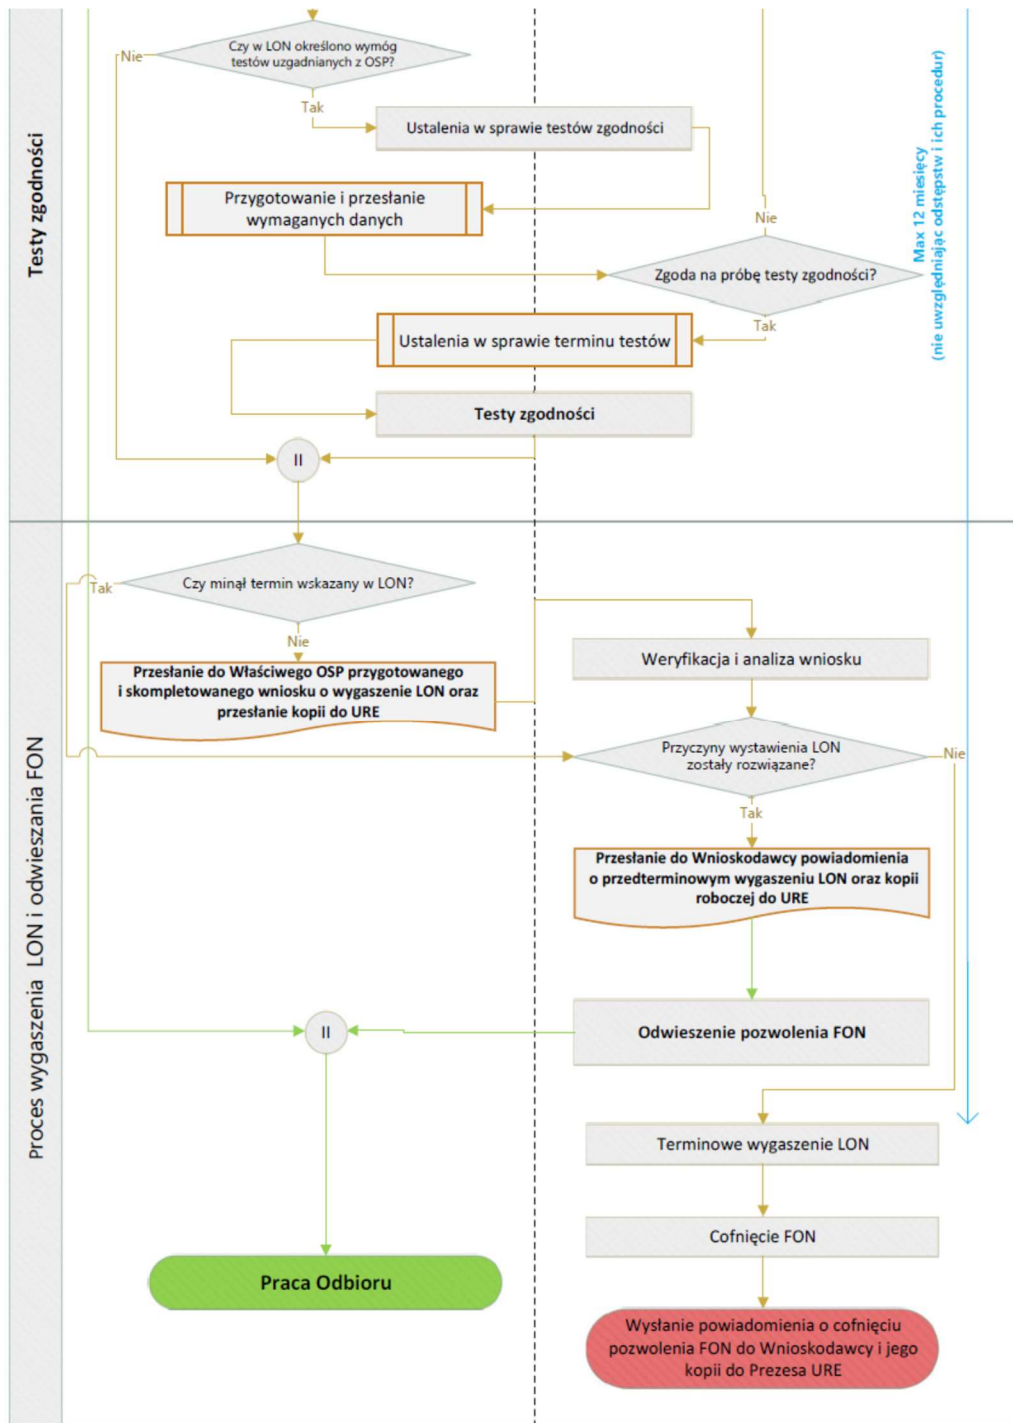 Testy zgodności
Czy w LON określono wymóg
testów uzgadnianych z OSP?
Nie
Tak
Ustalenia w sprawie testów zgodności
Przygotowanie i przesłanie
wymaganych danych
Nie
Zgoda na próbę testy zgodności?
Tak
Ustalenia w sprawie terminu testów
Testy zgodności
II
Max 12 miesięcy
(nie uwzględniając odstępstw i ich procedur)
Proces wygaszenia LON i odwieszania FON
Czy minął termin wskazany w LON?
Tak
Nie
Przesłanie do Właściwego OSP przygotowanego
i skompletowanego wniosku o wygaszenie LON oraz
przesłanie kopii do URE
Weryfikacja i analiza wniosku
Przyczyny wystawienia LON
zostały rozwiązane?
Nie
Tak
Przesłanie do Wnioskodawcy powiadomienia
o przedterminowym wygaszeniu LON oraz kopii
roboczej do URE
II
Odwieszenie pozwolenia FON
Terminowe wygaszenie LON
Cofnięcie FON
Praca Odbioru
Wysłanie powiadomienia o cofnięciu
pozwolenia FON do Wnioskodawcy i jego
kopii do Prezesa URE